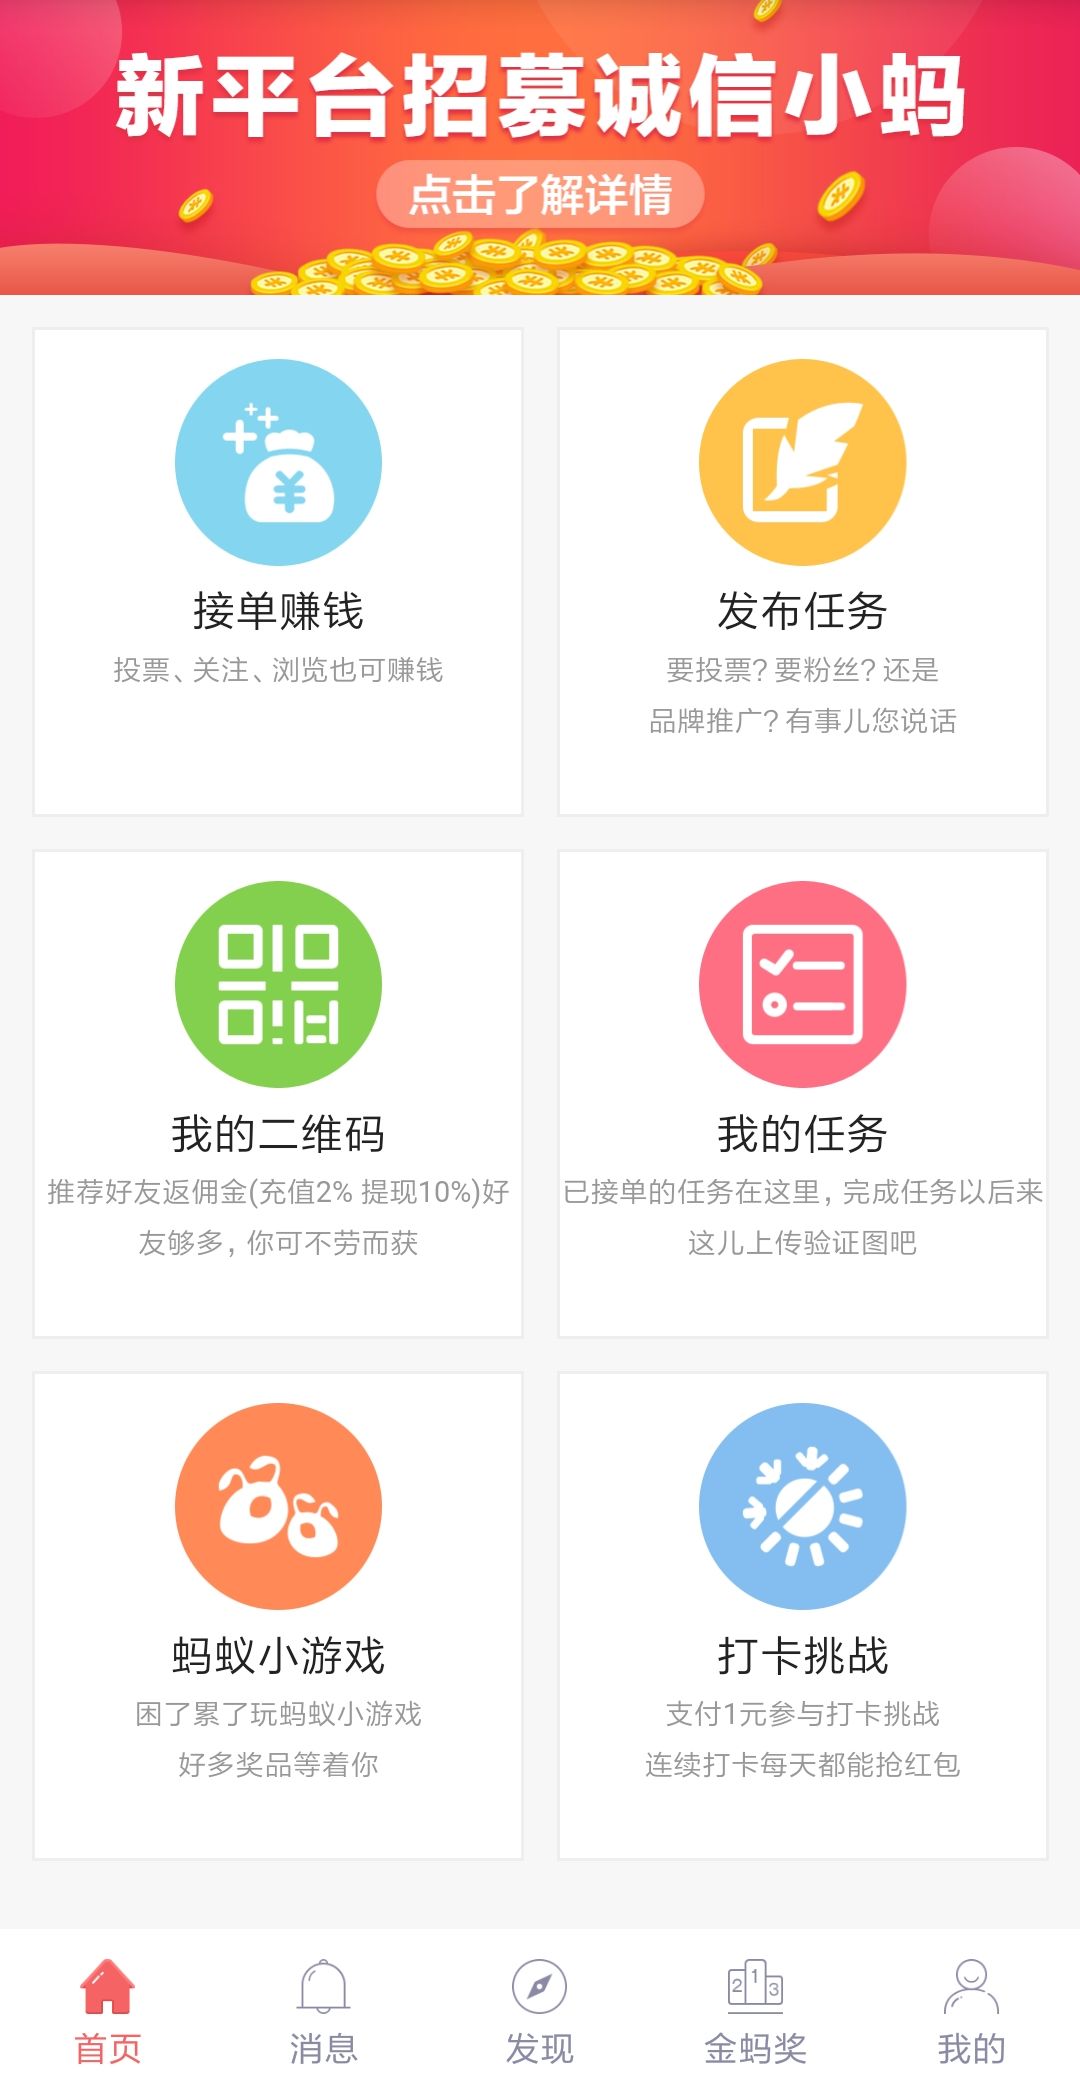 新平台招募诚信小蚂
点击了解详情
接单赚钱
投票、关注、浏览也可赚钱
发布任务
要投票？要粉丝？还是
品牌推广？有事儿您说话
我的二维码
推荐好友返佣金(充值2% 提现10%)好
友够多，你可不劳而获
我的任务
已接单的任务在这里，完成任务以后来
这儿上传验证图吧
蚂蚁小游戏
困了累了玩蚂蚁小游戏
好多奖品等着你
打卡挑战
支付1元参与打卡挑战
连续打卡每天都能抢红包
首页
消息
发现
2 1 3
金蚂奖
我的